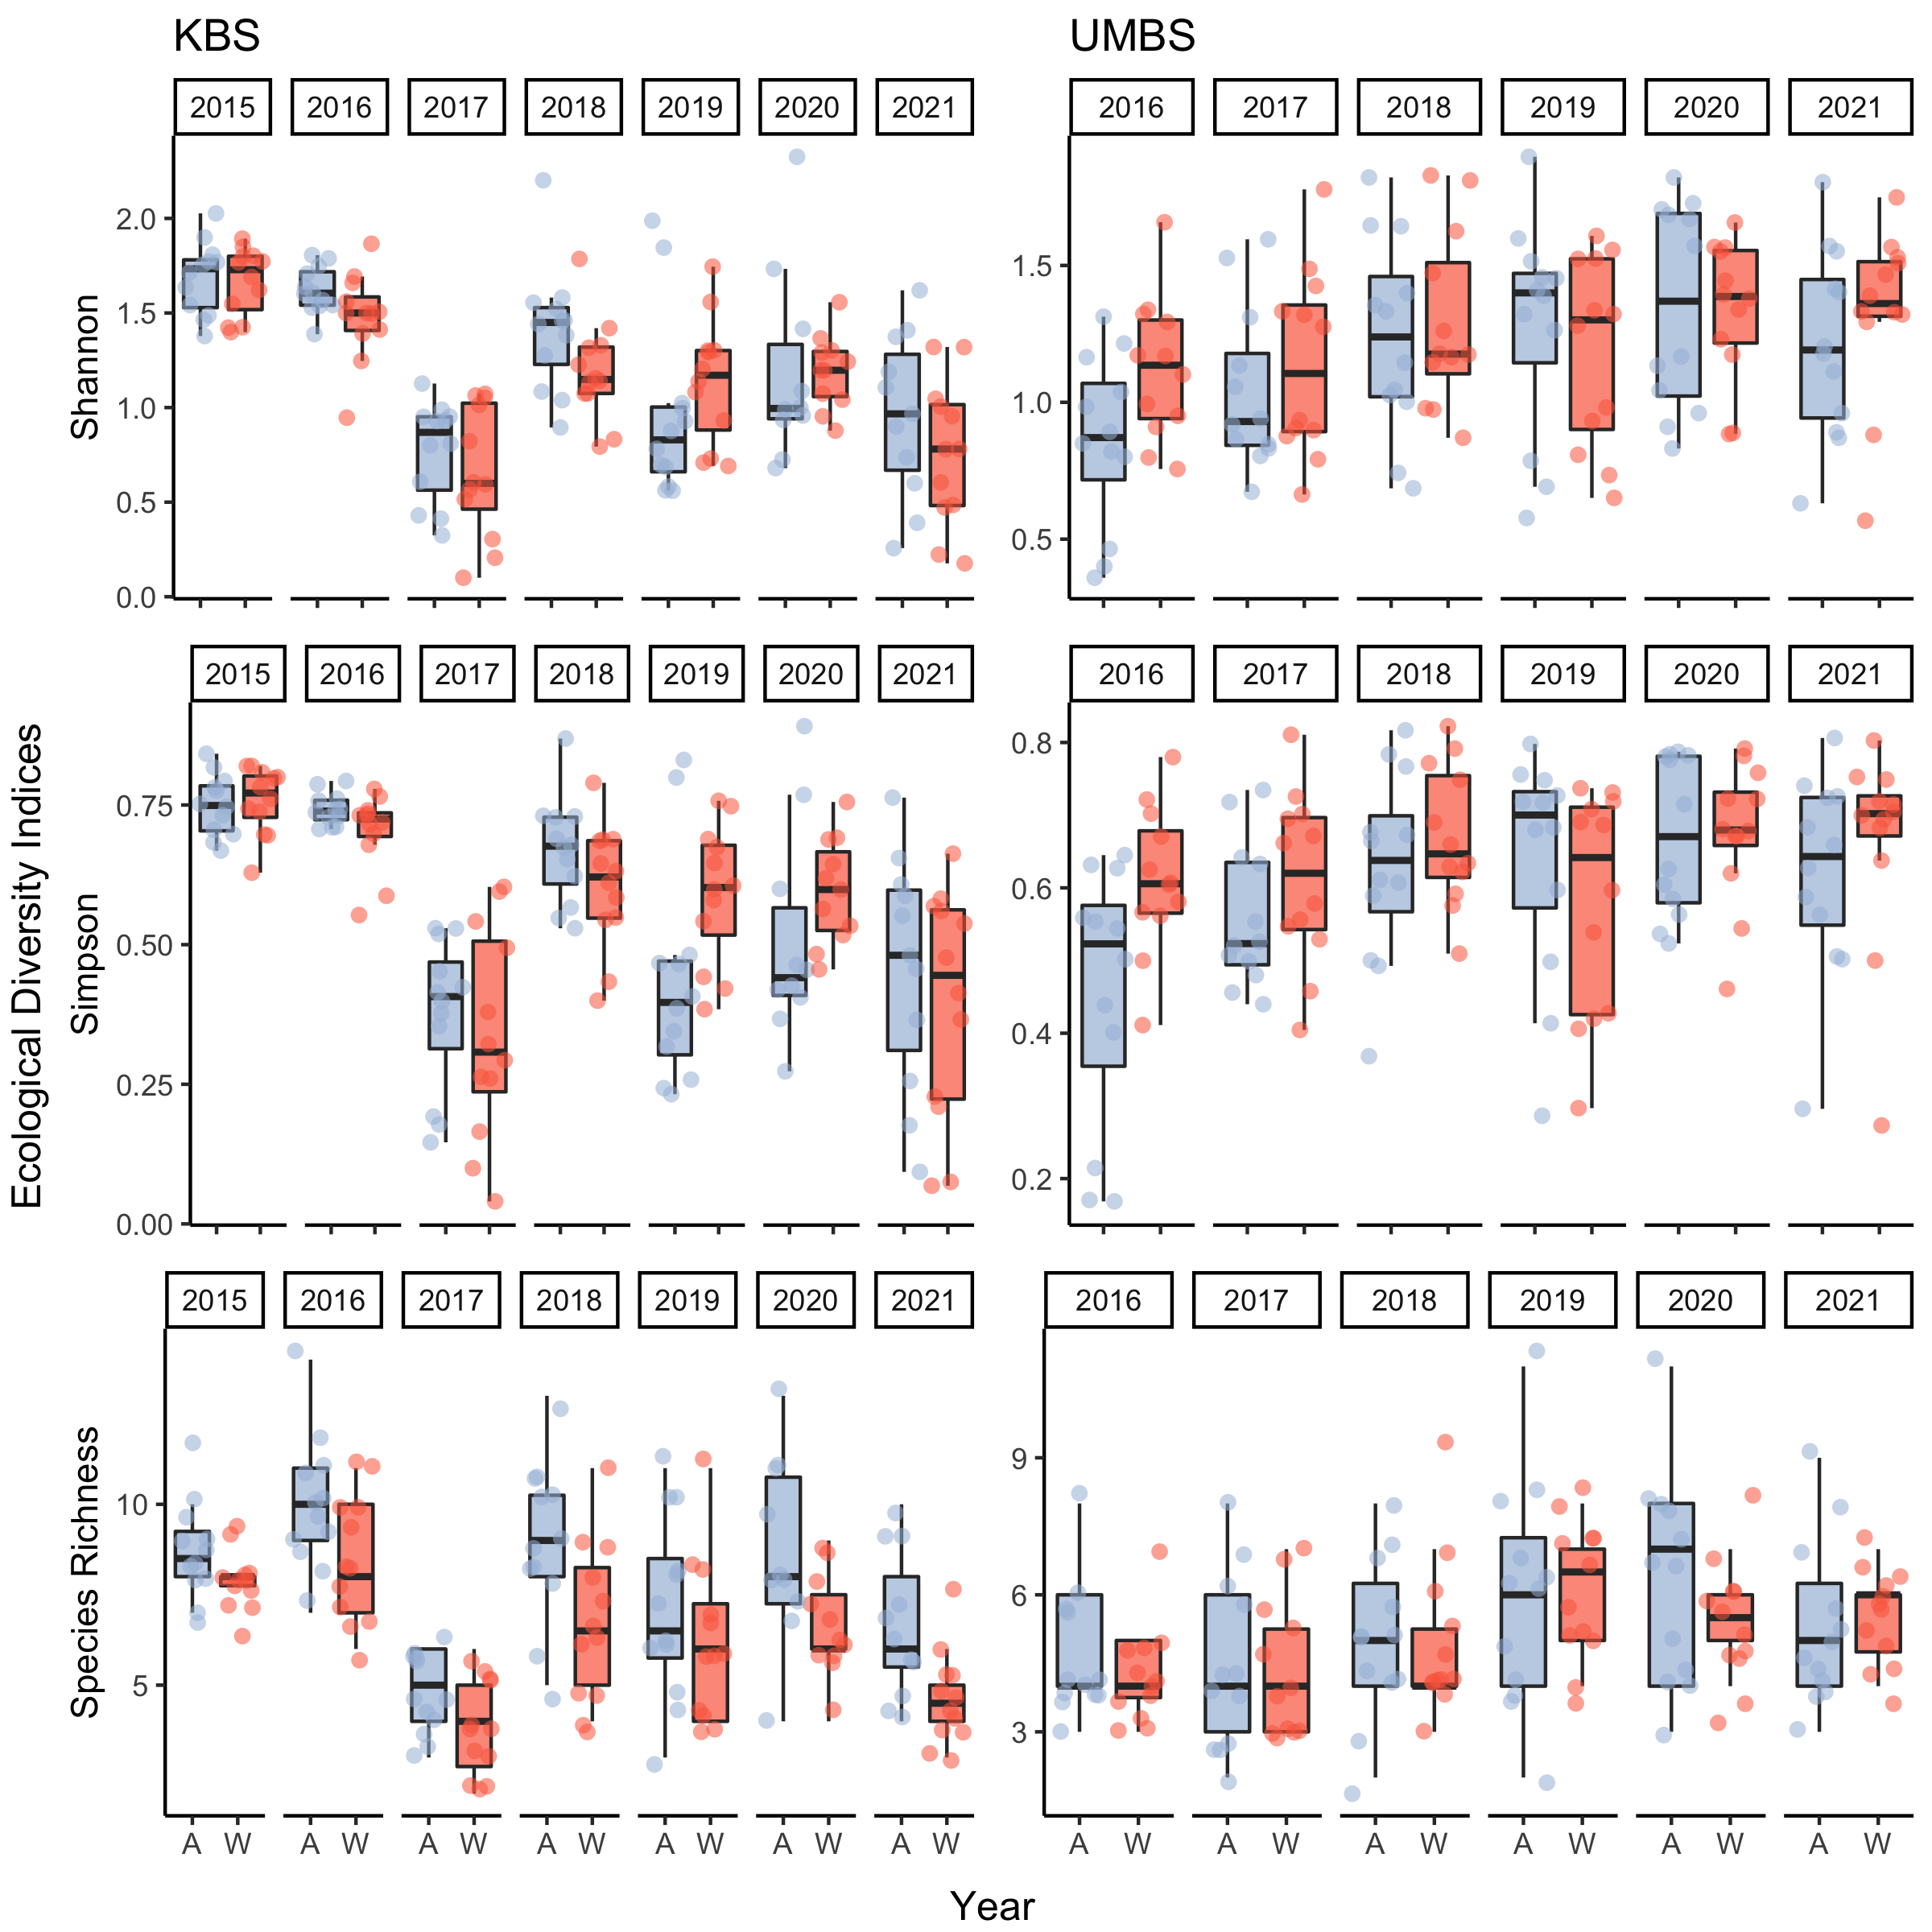 KBS UMBS
2015 2016 2017 2018 2019 2020 2021 2016 2017 2018 2019 2020 2021
Shannon
2.0
1.5
1.0
0.5
0.0
1.5
1.0
0.5
2015 2016 2017 2018 2019 2020 2021 2016 2017 2018 2019 2020 2021
Ecological Diversity Indices
Simpson
0.75
0.50
0.25
0.00
0.8
0.6
0.4
0.2
2015 2016 2017 2018 2019 2020 2021 2016 2017 2018 2019 2020 2021
Species Richness
10
5
9
6
3
A W A W A W A W A W A W A W A W A W A W A W A W A W
Year